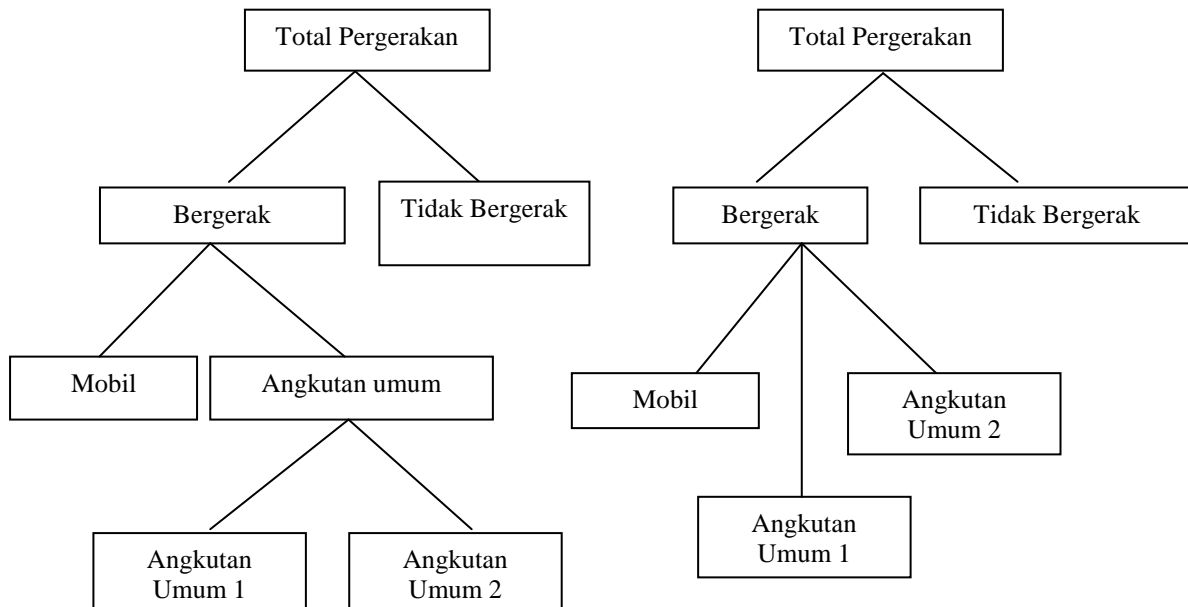 Total Pergerakan
Bergerak
Tidak Bergerak
Mobil
Angkutan umum
Angkutan
Umum 1
Angkutan
Umum 2
Total Pergerakan
Bergerak
Tidak Bergerak
Mobil
Angkutan
Umum 2
Angkutan
Umum 1